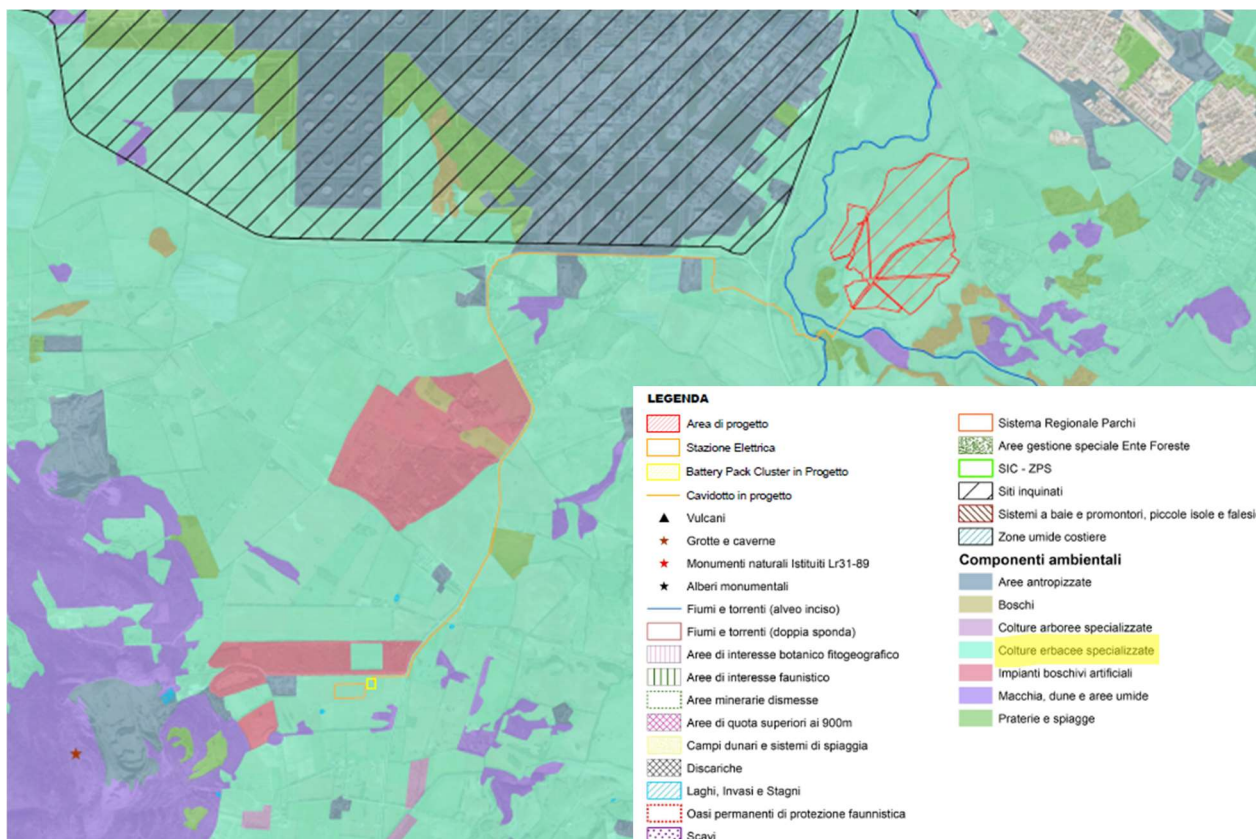 LEGENDA
Area di progetto
Stazione Elettrica
Battery Pack Cluster in Progetto
Cavidotto in progetto
Vulcani
Grotte e caverne
Monumenti naturali Istituiti Lr31-89
Alberi monumentali
Fiumi e torrenti (alveo inciso)
Fiumi e torrenti (doppia sponda)
Aree di interesse botanico fitogeografico
Aree di interesse faunistico
Aree minerarie dismesse
Aree di quota superiori ai 900m
Campi dunari e sistemi di spiaggia
Discariche
Laghi, Invasi e Stagni
Oasi permanenti di protezione faunistica
Scavi
Sistema Regionale Parchi
Aree gestione speciale Ente Foreste
SIC - ZPS
Siti inquinati
Sistemi a baie e promontori, piccole isole e falesi
Zone umide costiere
Componenti ambientali
Aree antropizzate
Boschi
Colture arboree specializzate
Colture erbacee specializzate
Impianti boschivi artificiali
Macchia, dune e aree umide
Praterie e spiagge